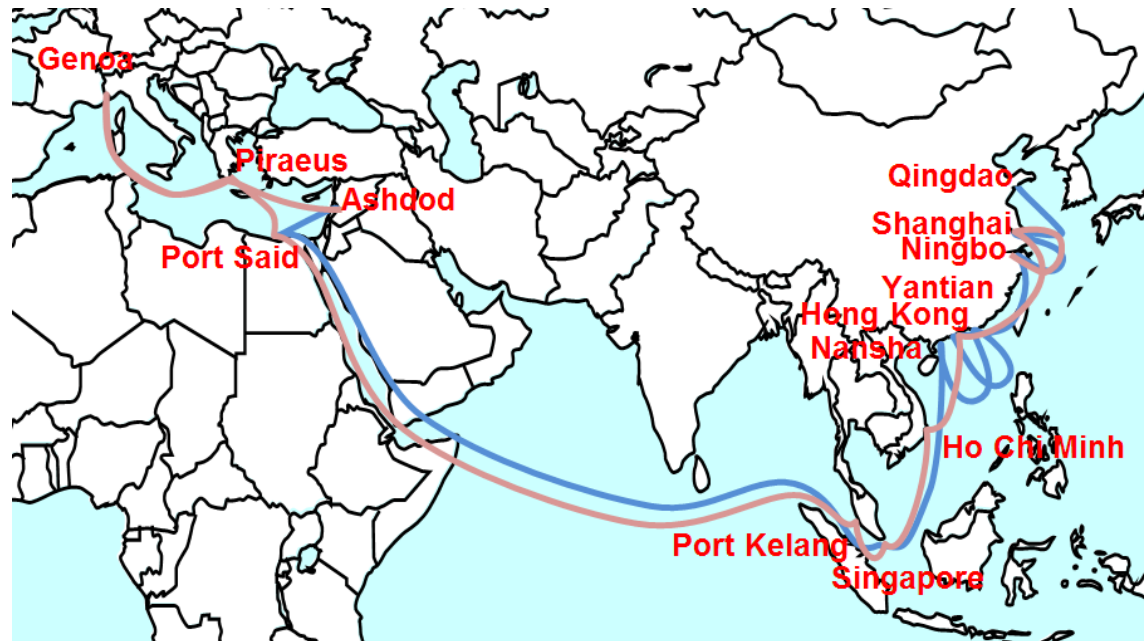 Genoa
Piraeus
Ashdod
Port Said
Qingdao
Shanghai
Ningbo
Yantian
Hong Kong
Nansha
Ho Chi Minh
Port Kelang
Singapore